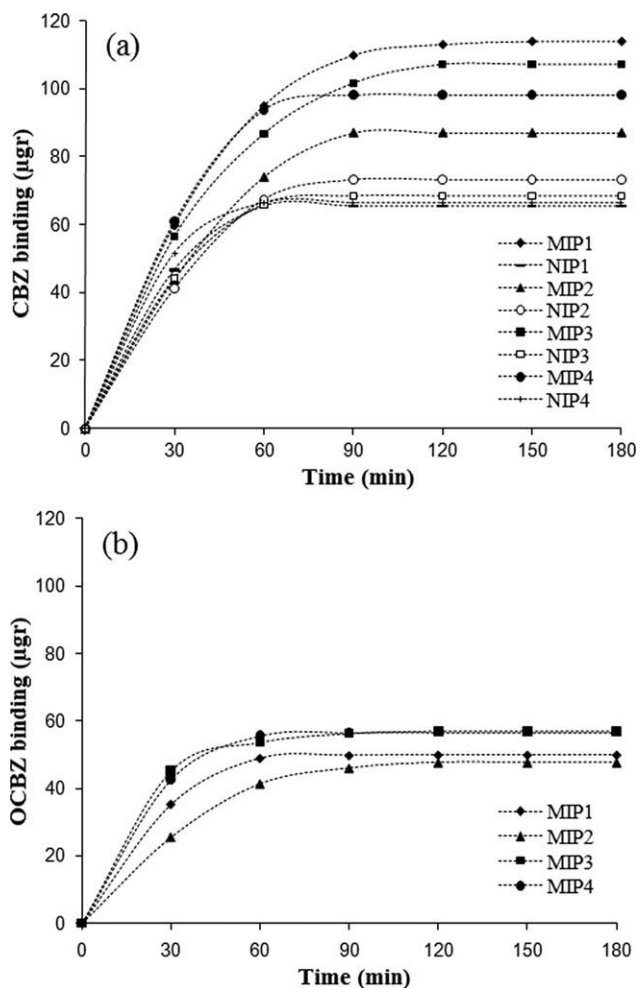 (a)
CBZ binding (µgr)
120
100
80
60
40
20
0
MIP1
NIP1
MIP2
NIP2
MIP3
NIP3
MIP4
NIP4
0 30 60 90 120 150 180
Time (min)
(b)
OCBZ binding (µgr)
120
100
80
60
40
20
0
MIP1
MIP2
MIP3
MIP4
0 30 60 90 120 150 180
Time (min)